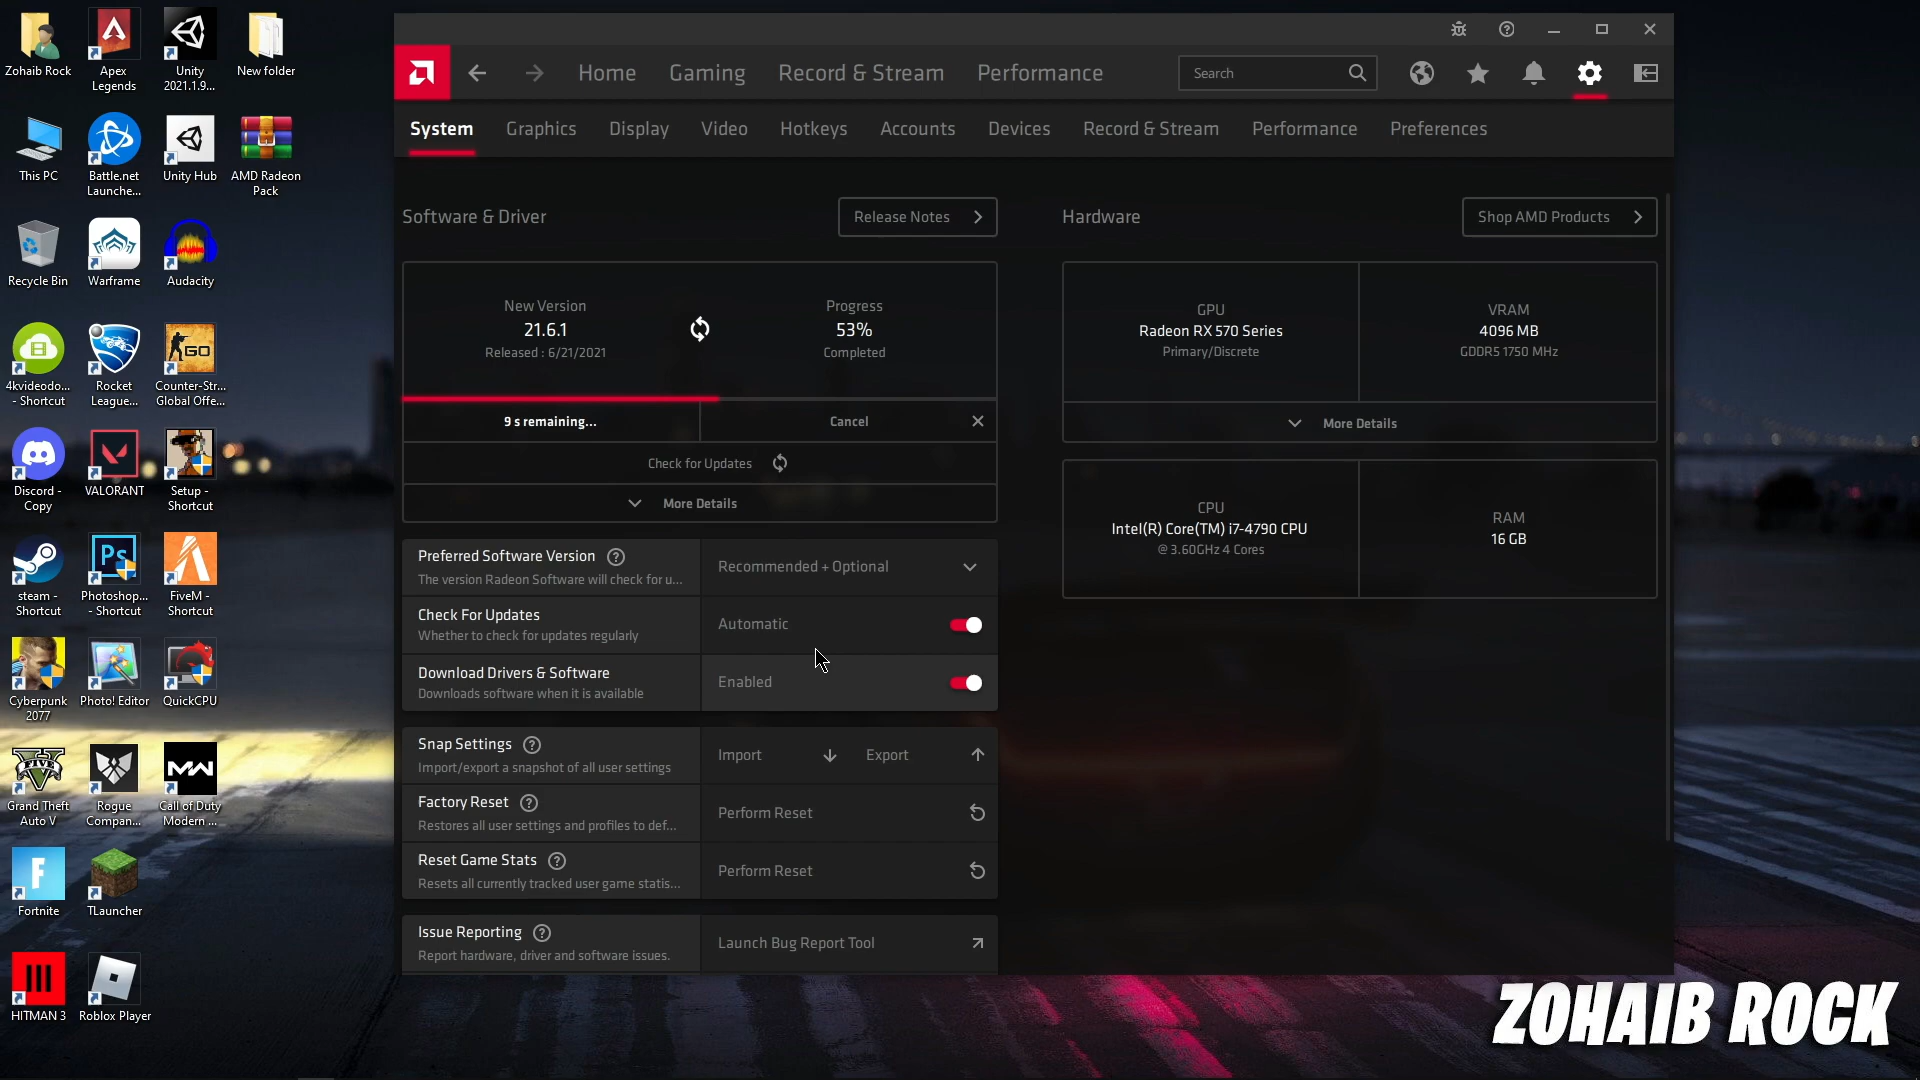 Zohaib Rock
Apex
Legends
Unity
2021.1.9...
New folder
This PC
Battle.net
Launche...
Unity Hub
AMD Radeon
Pack
Recycle Bin
Warframe
Audacity
4kvideodo...
- Shortcut
Rocket
League...
Counter-Str...
Global Offe...
GO
Discord -
Copy
VALORANT
Setup -
Shortcut
steam -
Shortcut
Ps
Photoshop...
- Shortcut
FiveM -
Shortcut
Cyberpunk
2077
Photo! Editor
QuickCPU
FIVE
Grand Theft
Auto V
Rogue
Compan...
MW
Call of Duty
Modern ...
Fortnite
TLauncher
HITMAN 3
Roblox Player
Home
Gaming
Record & Stream
Performance
Search
System
Graphics
Display
Video
Hotkeys
Accounts
Devices
Record & Stream
Performance
Preferences
Software & Driver
Release Notes
New Version
21.6.1
Released : 6/21/2021
Progress
53%
Completed
9 s remaining...
Cancel
Check for Updates
More Details
Preferred Software Version
The version Radeon Software will check for u...
Recommended + Optional
Check For Updates
Whether to check for updates regularly
Automatic
Download Drivers & Software
Downloads software when it is available
Enabled
Snap Settings
Import/export a snapshot of all user settings
Import
Export
Factory Reset
Restores all user settings and profiles to def...
Perform Reset
Reset Game Stats
Resets all currently tracked user game statis...
Perform Reset
Issue Reporting
Report hardware, driver and software issues.
Launch Bug Report Tool
Hardware
Shop AMD Products
GPU
Radeon RX 570 Series
Primary/Discrete
VRAM
4096 MB
GDDR5 1750 MHz
More Details
CPU
Intel(R) Core(TM) i7-4790 CPU
@ 3.60GHz 4 Cores
RAM
16 GB
ZOHAIB ROCK